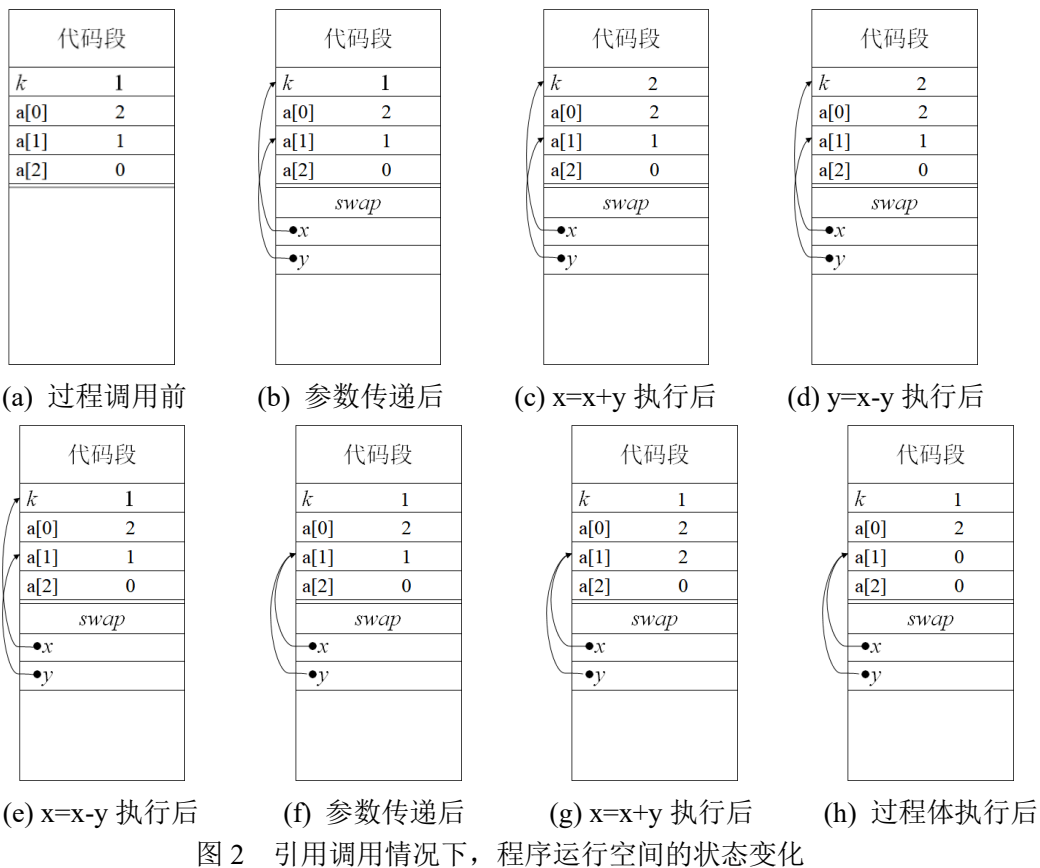 代码段 代码段 代码段 代码段
k 1 k 1 k 2 k 2
a[0] 2 a[0] 2 a[0] 2 a[0] 2
a[1] 1 a[1] 1 a[1] 1 a[1] 1
a[2] 0 a[2] 0 a[2] 0 a[2] 0
swap swap swap
x x x
y y y
(a) 过程调用前 (b) 参数传递后 (c) x=x+y 执行后 (d) y=x-y 执行后
代码段 代码段 代码段 代码段
k 1 k 1 k 1 k 1
a[0] 2 a[0] 2 a[0] 2 a[0] 2
a[1] 1 a[1] 1 a[1] 2 a[1] 0
a[2] 0 a[2] 0 a[2] 0 a[2] 0
swap swap swap swap
x x x x
y y y y
(e) x=x-y 执行后 (f) 参数传递后 (g) x=x+y 执行后 (h) 过程体执行后
图 2 引用调用情况下，程序运行空间的状态变化